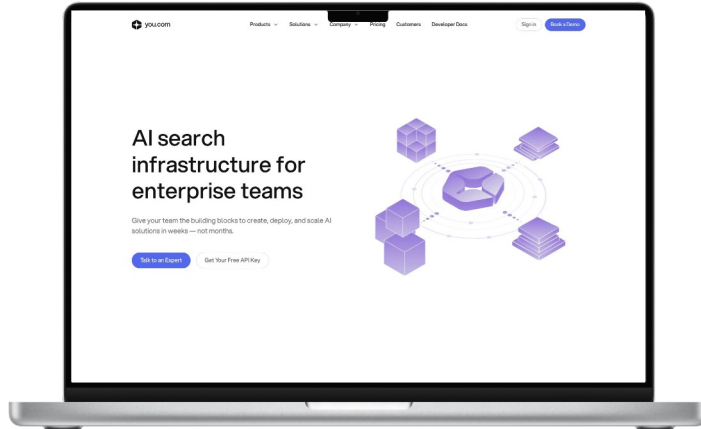 you.com
Products Solutions Company Pricing Customers Developer Docs
Sign in
Book a Demo
AI search
infrastructure for
enterprise teams
Give your team the building blocks to create, deploy, and scale AI
solutions in weeks — not months.
Talk to an Expert
Get Your Free API Key